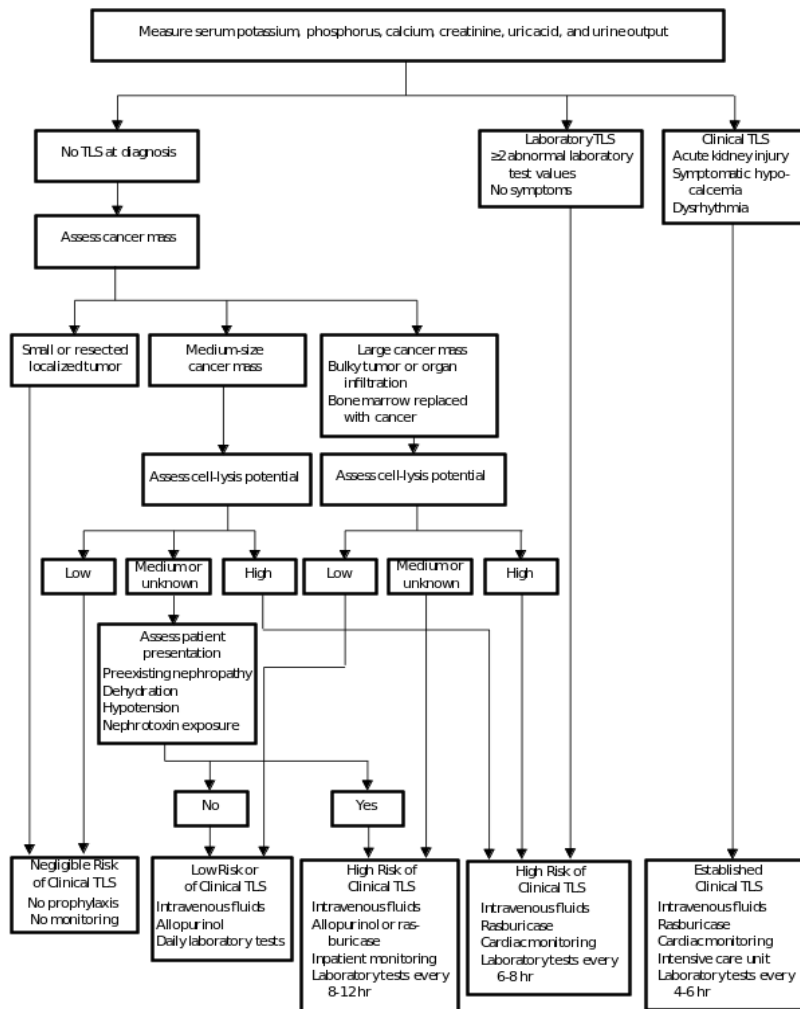 Measure serum potassium, phosphorus, calcium, creatinine, uric acid, and urine output
No TLS at diagnosis
Laboratory TLS
≥2 abnormal laboratory
test values
No symptoms
Clinical TLS
Acute kidney injury
Symptomatic hypo-
calcemia
Dysrhythmia
Assess cancer mass
Small or resected
localized tumor
Medium-size
cancer mass
Large cancer mass
Bulky tumor or organ
infiltration
Bone marrow replaced
with cancer
Assess cell-lysis potential
Assess cell-lysis potential
Low
Medium or
unknown
High
Low
Medium or
unknown
High
Assess patient
presentation
Preexisting nephropathy
Dehydration
Hypotension
Nephrotoxin exposure
No
Yes
Negligible Risk
of Clinical TLS
No prophylaxis
No monitoring
Low Risk or
of Clinical TLS
Intravenous fluids
Allopurinol
Daily laboratory tests
High Risk of
Clinical TLS
Intravenous fluids
Allopurinol or ras-
buricase
Inpatient monitoring
Laboratory tests every
8-12 hr
High Risk of
Clinical TLS
Intravenous fluids
Rasburicase
Cardiac monitoring
Laboratory tests every
6-8 hr
Established
Clinical TLS
Intravenous fluids
Rasburicase
Cardiac monitoring
Intensive care unit
Laboratory tests every
4-6 hr